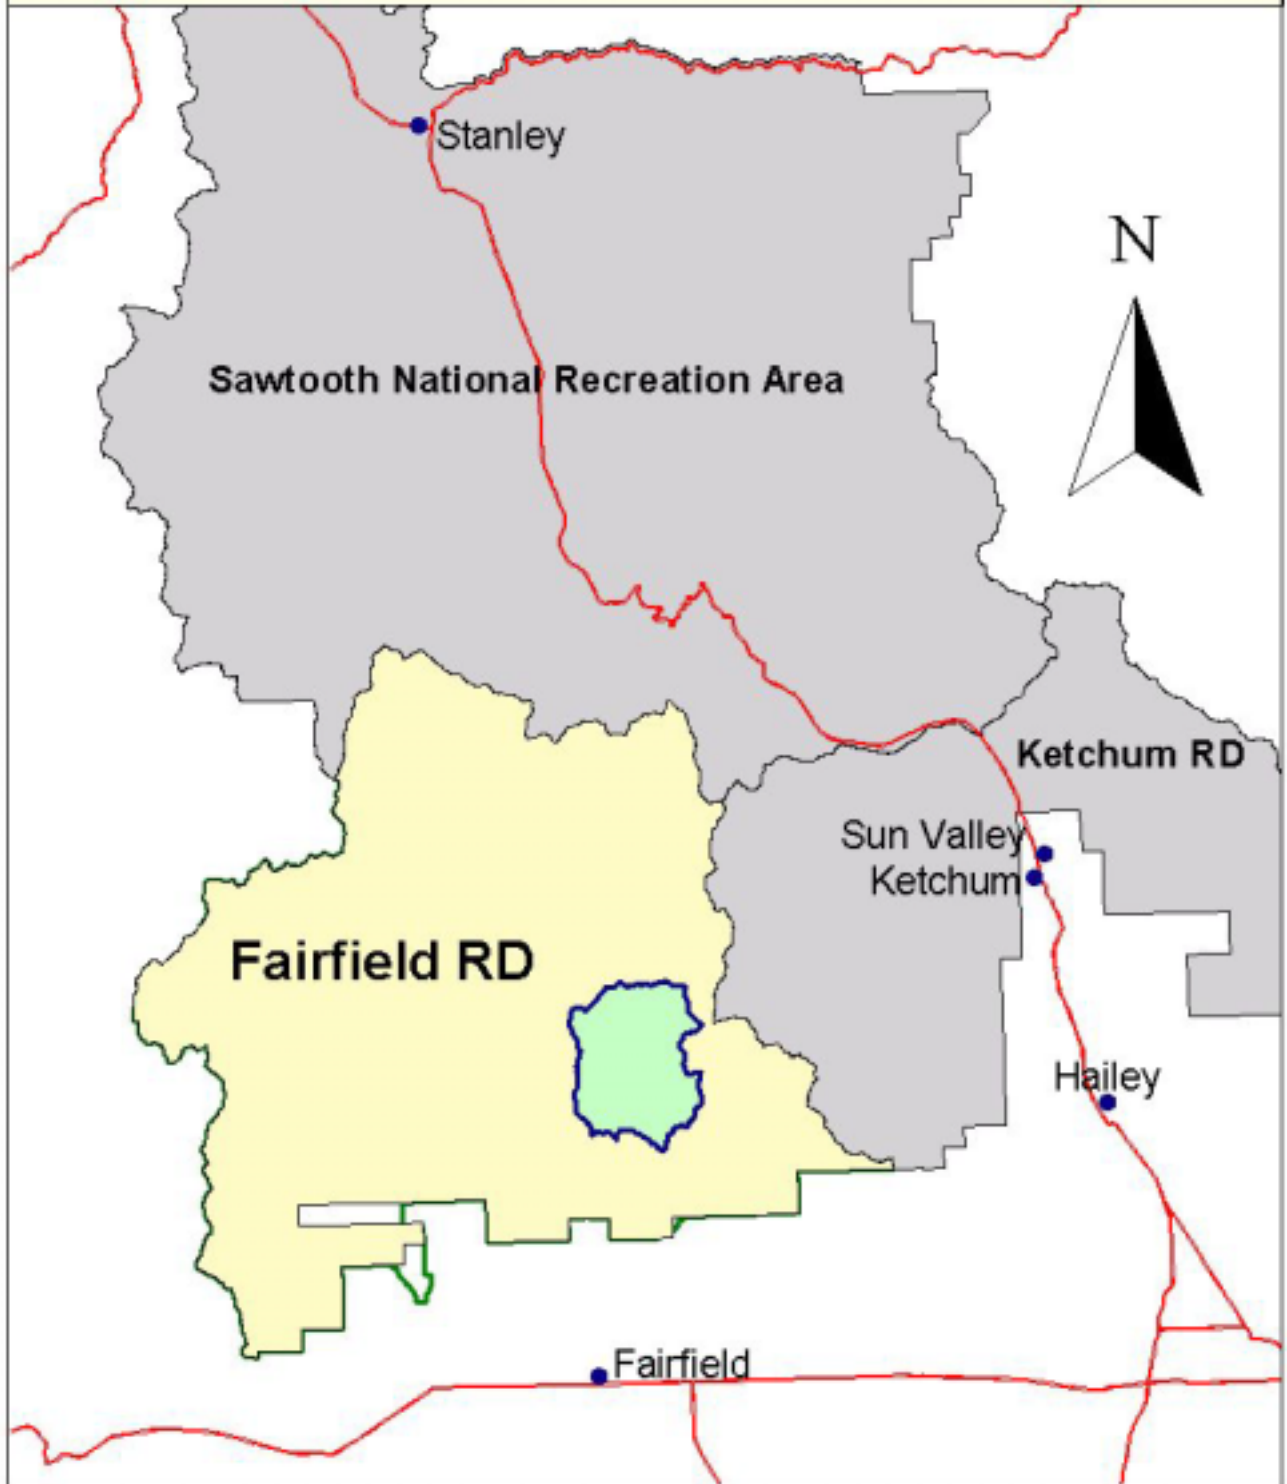 Stanley
N
Sawtooth National Recreation Area
Ketchum RD
Sun Valley
Ketchum
Fairfield RD
Hailey
Fairfield